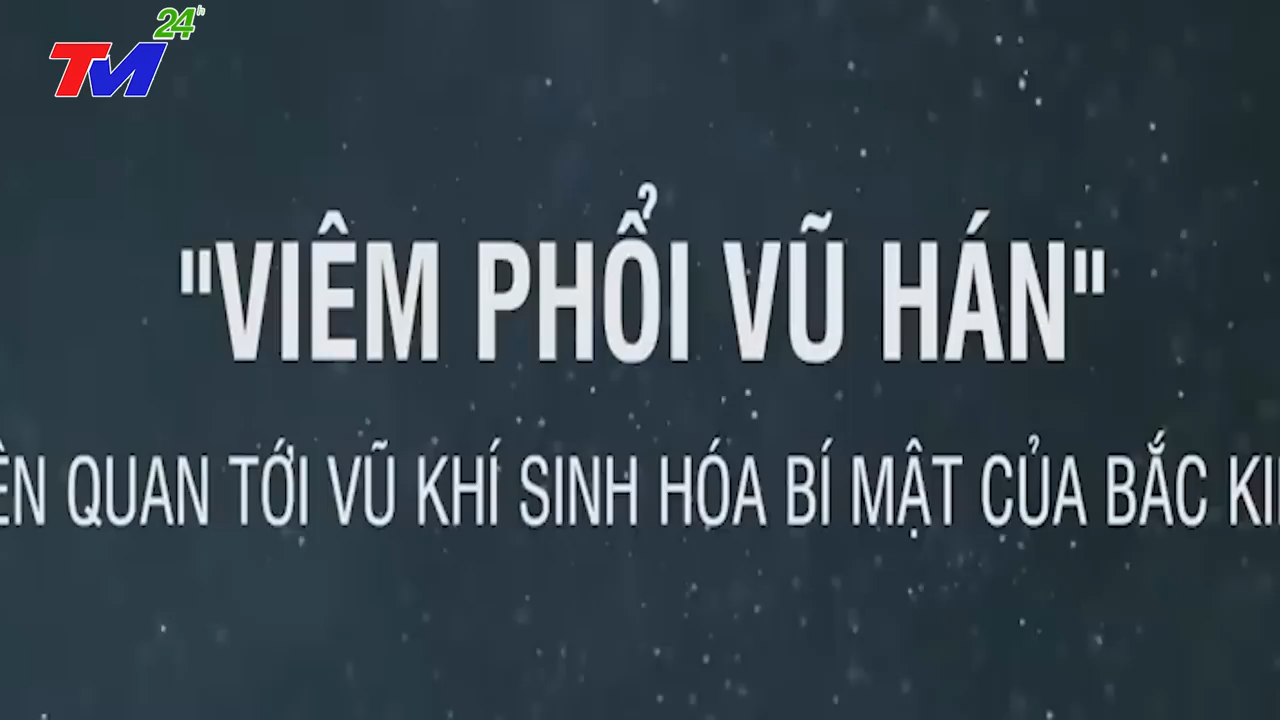 TM 24h
"VIÊM PHỔI VŨ HÁN"
QUAN TỚI VŨ KHÍ SINH HÓA BÍ MẬT CỦA BẮC